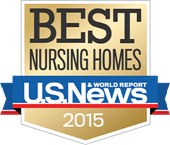 BEST
NURSING HOMES
U.S. News & WORLD REPORT
2015